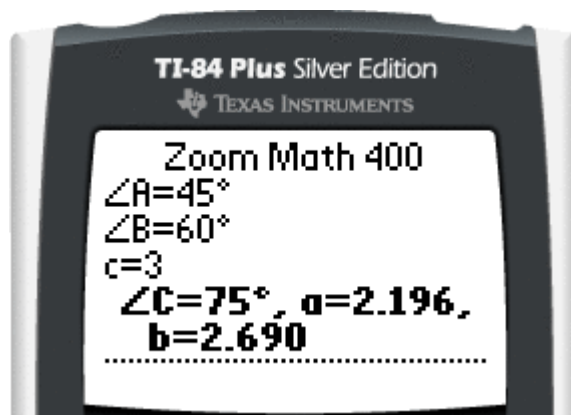 TI-84 Plus Silver Edition
TEXAS INSTRUMENTS
Zoom Math 400
∠A=45°
∠B=60°
c=3
∠C=75°, a=2.196,
b=2.690